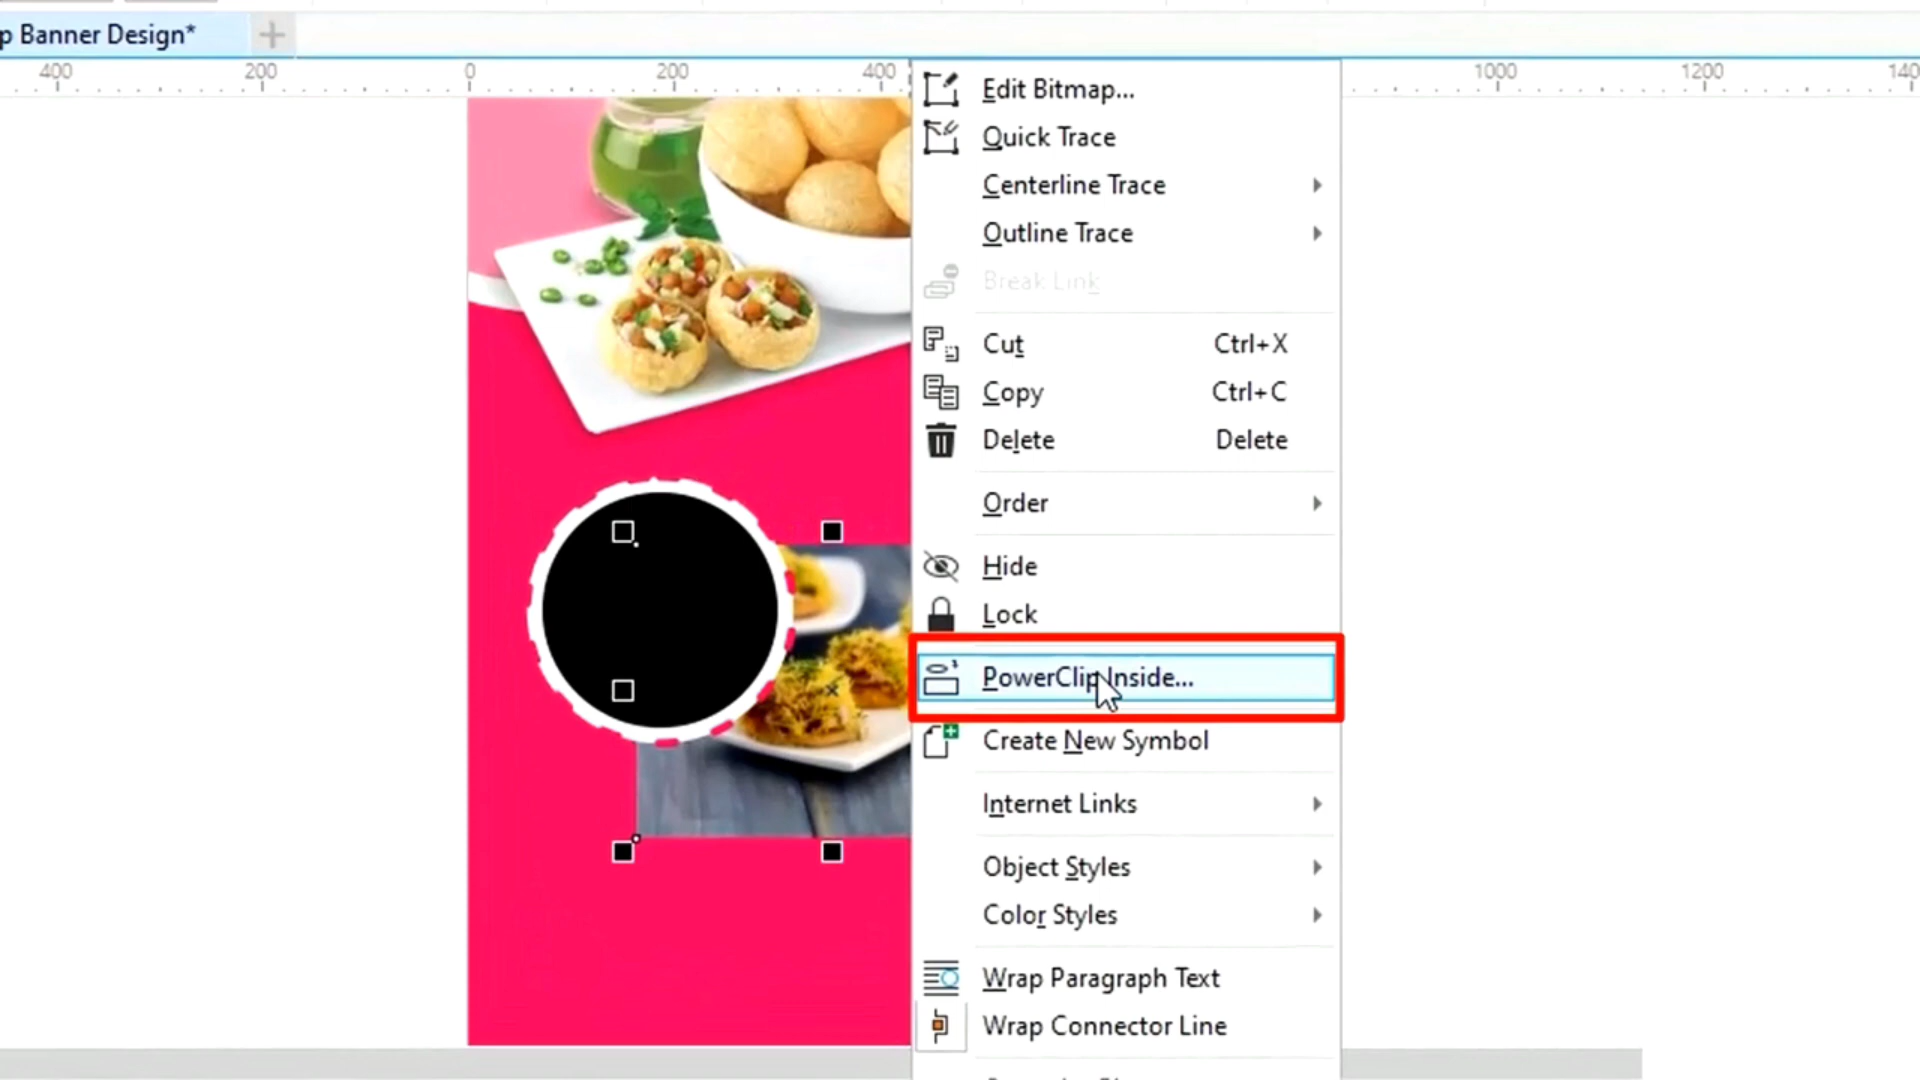 p Banner Design*
400 200 0 200 400 1000 1200 140
Edit Bitmap...
Quick Trace
Centerline Trace
Outline Trace
Break Link
Cut Ctrl+X
Copy Ctrl+C
Delete Delete
Order
Hide
Lock
PowerClip Inside...
Create New Symbol
Internet Links
Object Styles
Color Styles
Wrap Paragraph Text
Wrap Connector Line